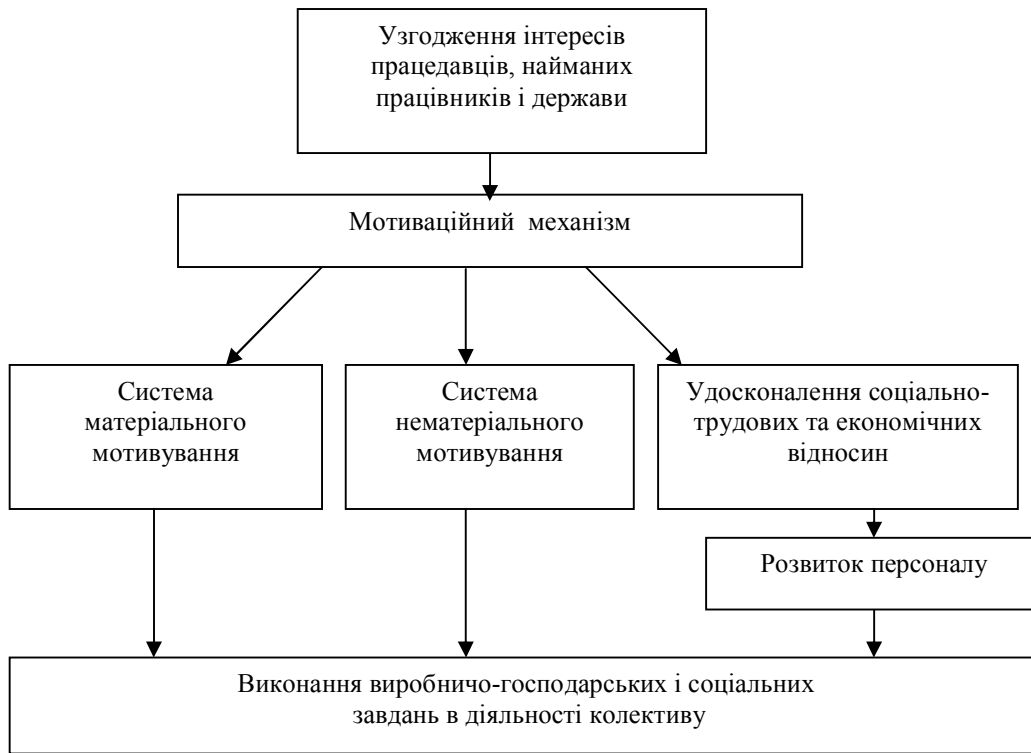 Узгодження інтересів
працедавців, найманих
працівників і держави
Мотиваційний механізм
Система
матеріального
мотивування
Система
нематеріального
мотивування
Удосконалення соціально-
трудових та економічних
відносин
Розвиток персоналу
Виконання виробничо-господарських і соціальних
завдань в діяльності колективу